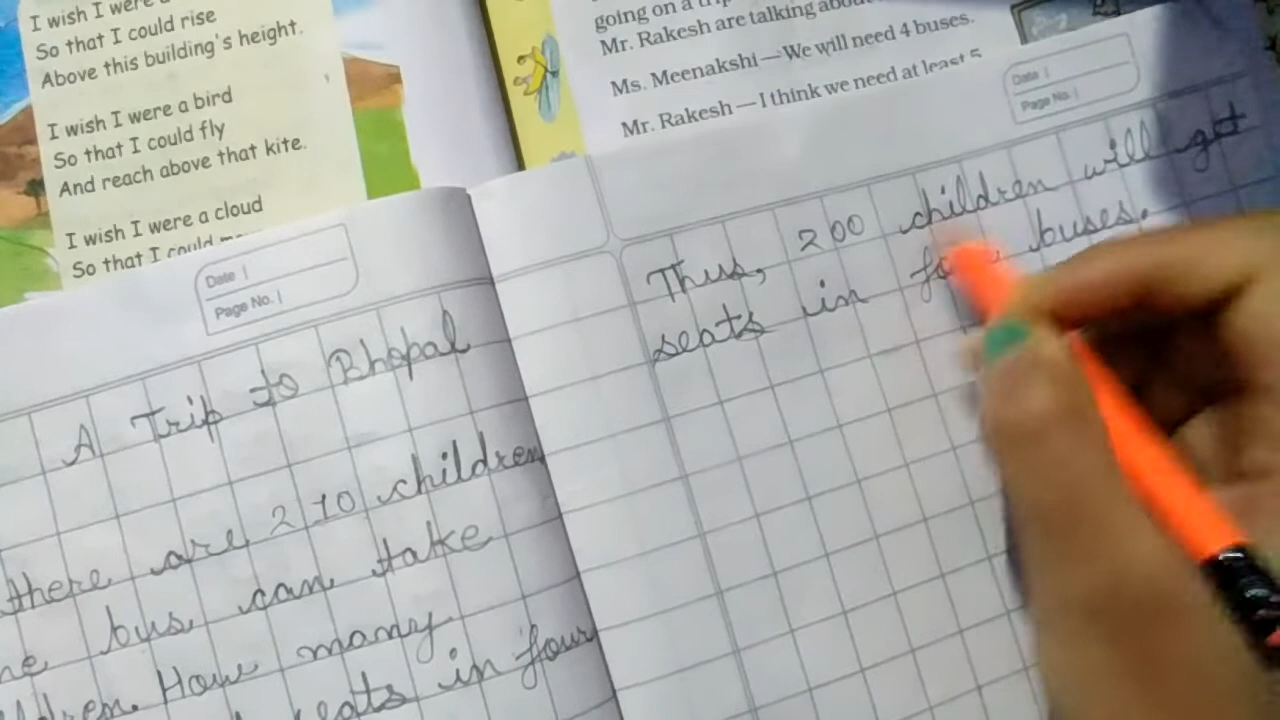 I wish I were
So that I could rise
Above this building's height.
I wish I were a bird
So that I could fly
And reach above that kite.
I wish I were a cloud
So that I could
going on a
Mr. Rakesh are talking about
Ms. Meenakshi—We will need 4 buses.
Mr. Rakesh—I think we need at least 5
Date
Page No.
A Trip to Bhopal
there are 210 children
bus can take
How many
seats in four
Date
Page No.
Thus, 200 children will get
seats in buses.